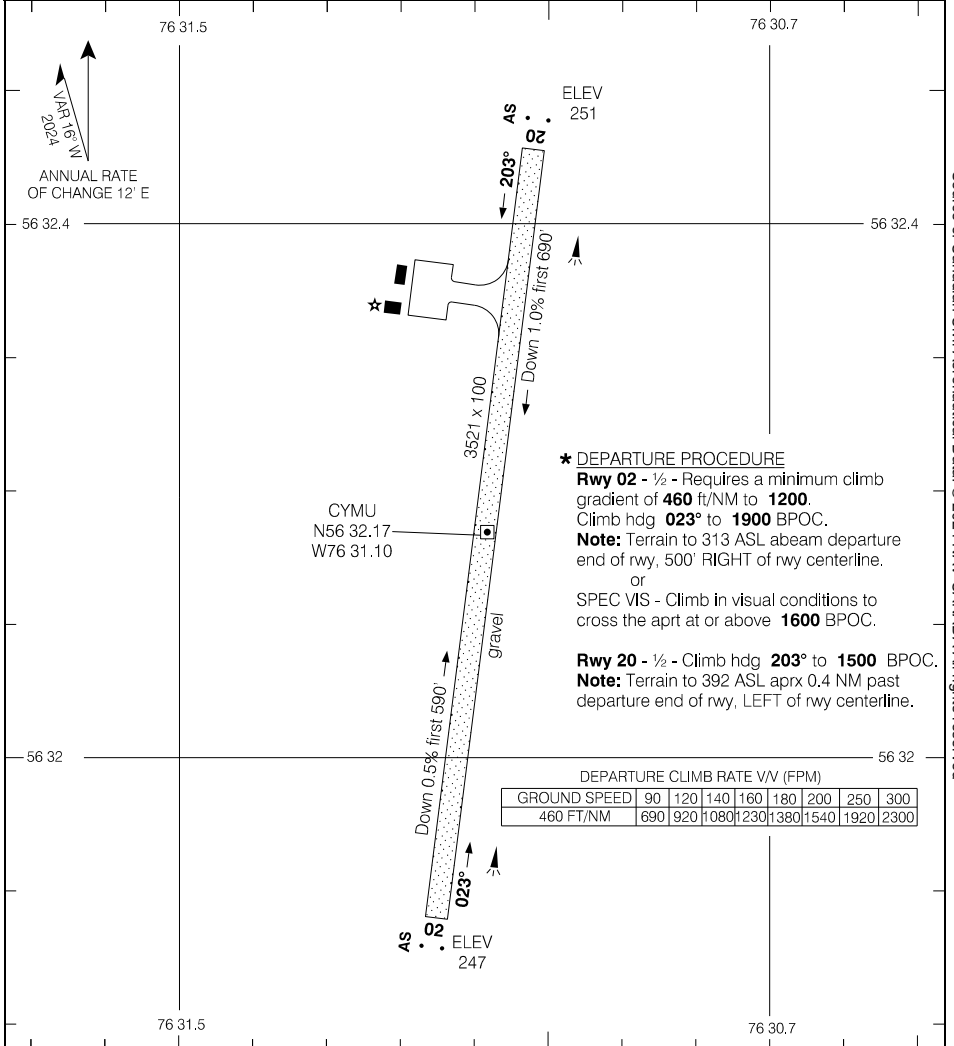 76 31.5
76 30.7
VAR 16° W
2024
ANNUAL RATE
OF CHANGE 12' E
AS
ELEV
251
20
203°
56 32.4
56 32.4
Down 1.0% first 690'
3521 x 100
CYMU
N56 32.17
W76 31.10
gravel
* DEPARTURE PROCEDURE
Rwy 02 - ½ - Requires a minimum climb
gradient of 460 ft/NM to 1200.
Climb hdg 023° to 1900 BPOC.
Note: Terrain to 313 ASL abeam departure
end of rwy, 500' RIGHT of rwy centerline.
or
SPEC VIS - Climb in visual conditions to
cross the aprt at or above 1600 BPOC.
Rwy 20 - ½ - Climb hdg 203° to 1500 BPOC.
Note: Terrain to 392 ASL aprx 0.4 NM past
departure end of rwy, LEFT of rwy centerline.
Down 0.5% first 590'
56 32
56 32
DEPARTURE CLIMB RATE V/V (FPM)
GROUND SPEED 90 120 140 160 180 200 250 300
460 FT/NM 690 920 1080 1230 1380 1540 1920 2300
023°
AS
02
ELEV
247
76 31.5
76 30.7